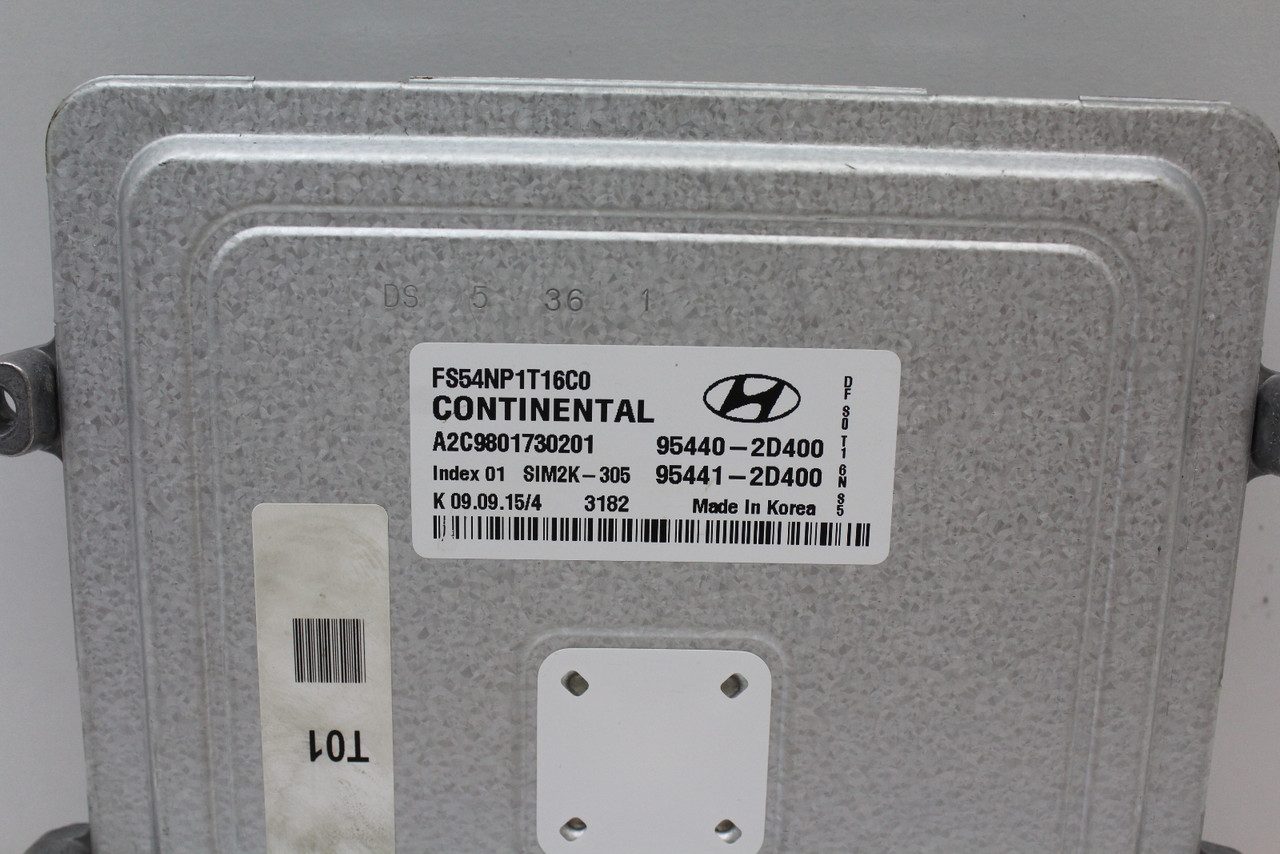 DS 5 36 1
FS54NP1T16C0
CONTINENTAL
A2C9801730201 95440-2D400
Index 01 SIM2K-305 95441-2D400
K 09.09.15/4 3182 Made In Korea
DF S0 T1 6N S5
T01